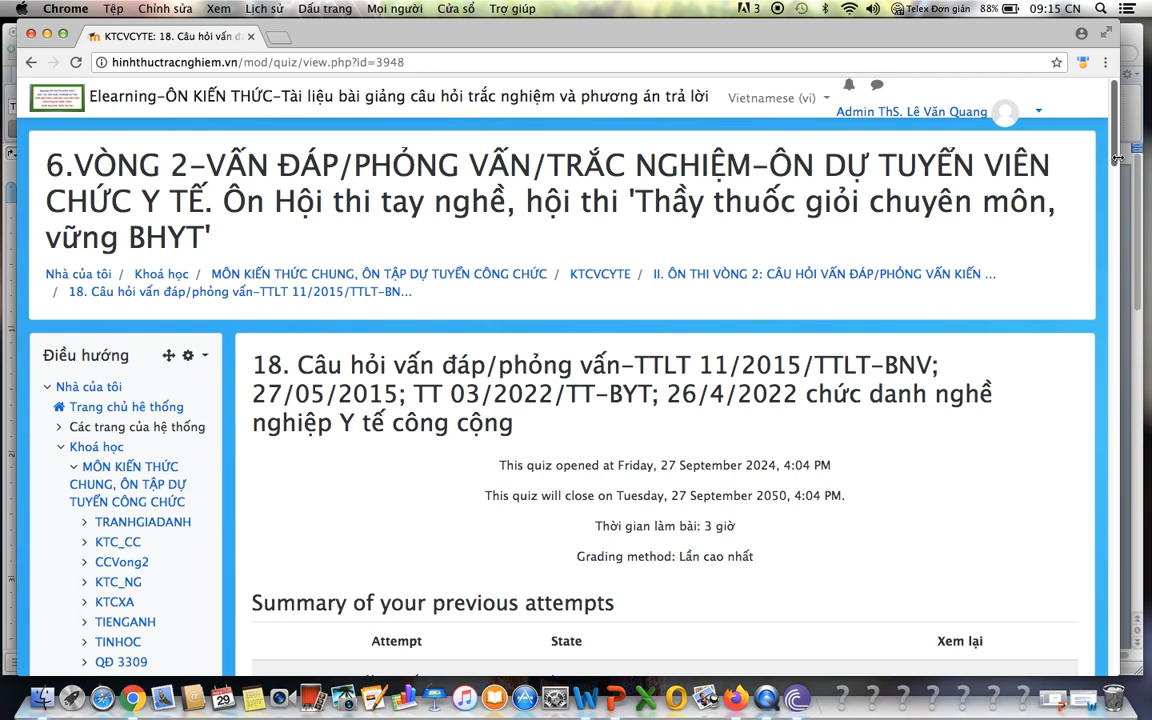 Chrome Tệp Chỉnh sửa Xem Lịch sử Dấu trang Mọi người Cửa sổ Trợ giúp 3 Telex Đơn giản 88% 09:15 CN
KTCVCYTE: 18. Câu hỏi vấn đ
hinhthuctracnghiem.vn/mod/quiz/view.php?id=3948
Elearning-ÔN KIẾN THỨC-Tài liệu bài giảng câu hỏi trắc nghiệm và phương án trả lời Vietnamese (vi)
Admin ThS. Lê Văn Quang
6.VÒNG 2-VẤN ĐÁP/PHỎNG VẤN/TRẮC NGHIỆM-ÔN DỰ TUYỂN VIÊN
CHỨC Y TẾ. Ôn Hội thi tay nghề, hội thi 'Thầy thuốc giỏi chuyên môn,
vững BHYT'
Nhà của tôi / Khoá học / MÔN KIẾN THỨC CHUNG, ÔN TẬP DỰ TUYỂN CÔNG CHỨC / KTCVCYTE / II. ÔN THI VÒNG 2: CÂU HỎI VẤN ĐÁP/PHỎNG VẤN KIẾN ...
/ 18. Câu hỏi vấn đáp/phỏng vấn-TTLT 11/2015/TTLT-BN...
Điều hướng
Nhà của tôi
Trang chủ hệ thống
Các trang của hệ thống
Khoá học
MÔN KIẾN THỨC
CHUNG, ÔN TẬP DỰ
TUYỂN CÔNG CHỨC
TRANHGIADANH
KTC_CC
CCVong2
KTC_NG
KTCXA
TIENGANH
TINHOC
QĐ 3309
18. Câu hỏi vấn đáp/phỏng vấn-TTLT 11/2015/TTLT-BNV;
27/05/2015; TT 03/2022/TT-BYT; 26/4/2022 chức danh nghề
nghiệp Y tế công cộng
This quiz opened at Friday, 27 September 2024, 4:04 PM
This quiz will close on Tuesday, 27 September 2050, 4:04 PM.
Thời gian làm bài: 3 giờ
Grading method: Lần cao nhất
Summary of your previous attempts
Attempt State Xem lại